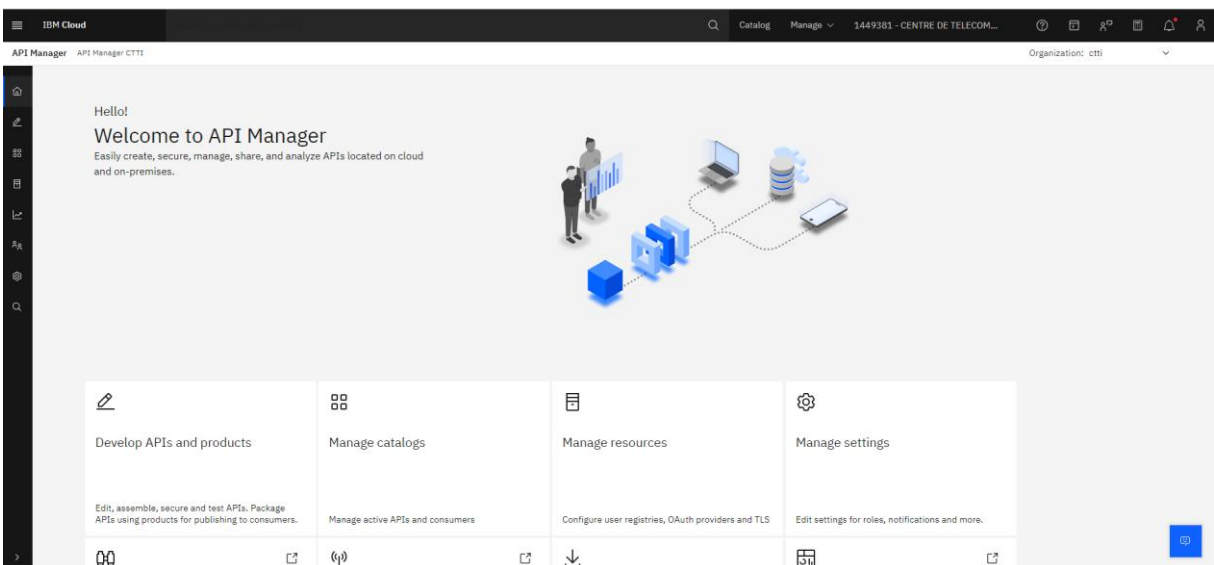 IBM Cloud
Catalog
Manage
1449381 - CENTRE DE TELECOM...
API Manager
API Manager CTTI
Organization: ctti
Hello!
Welcome to API Manager
Easily create, secure, manage, share, and analyze APIs located on cloud
and on-premises.
Develop APIs and products
Edit, assemble, secure and test APIs. Package
APIs using products for publishing to consumers.
Manage catalogs
Manage active APIs and consumers
Manage resources
Configure user registries, OAuth providers and TLS
Manage settings
Edit settings for roles, notifications and more.